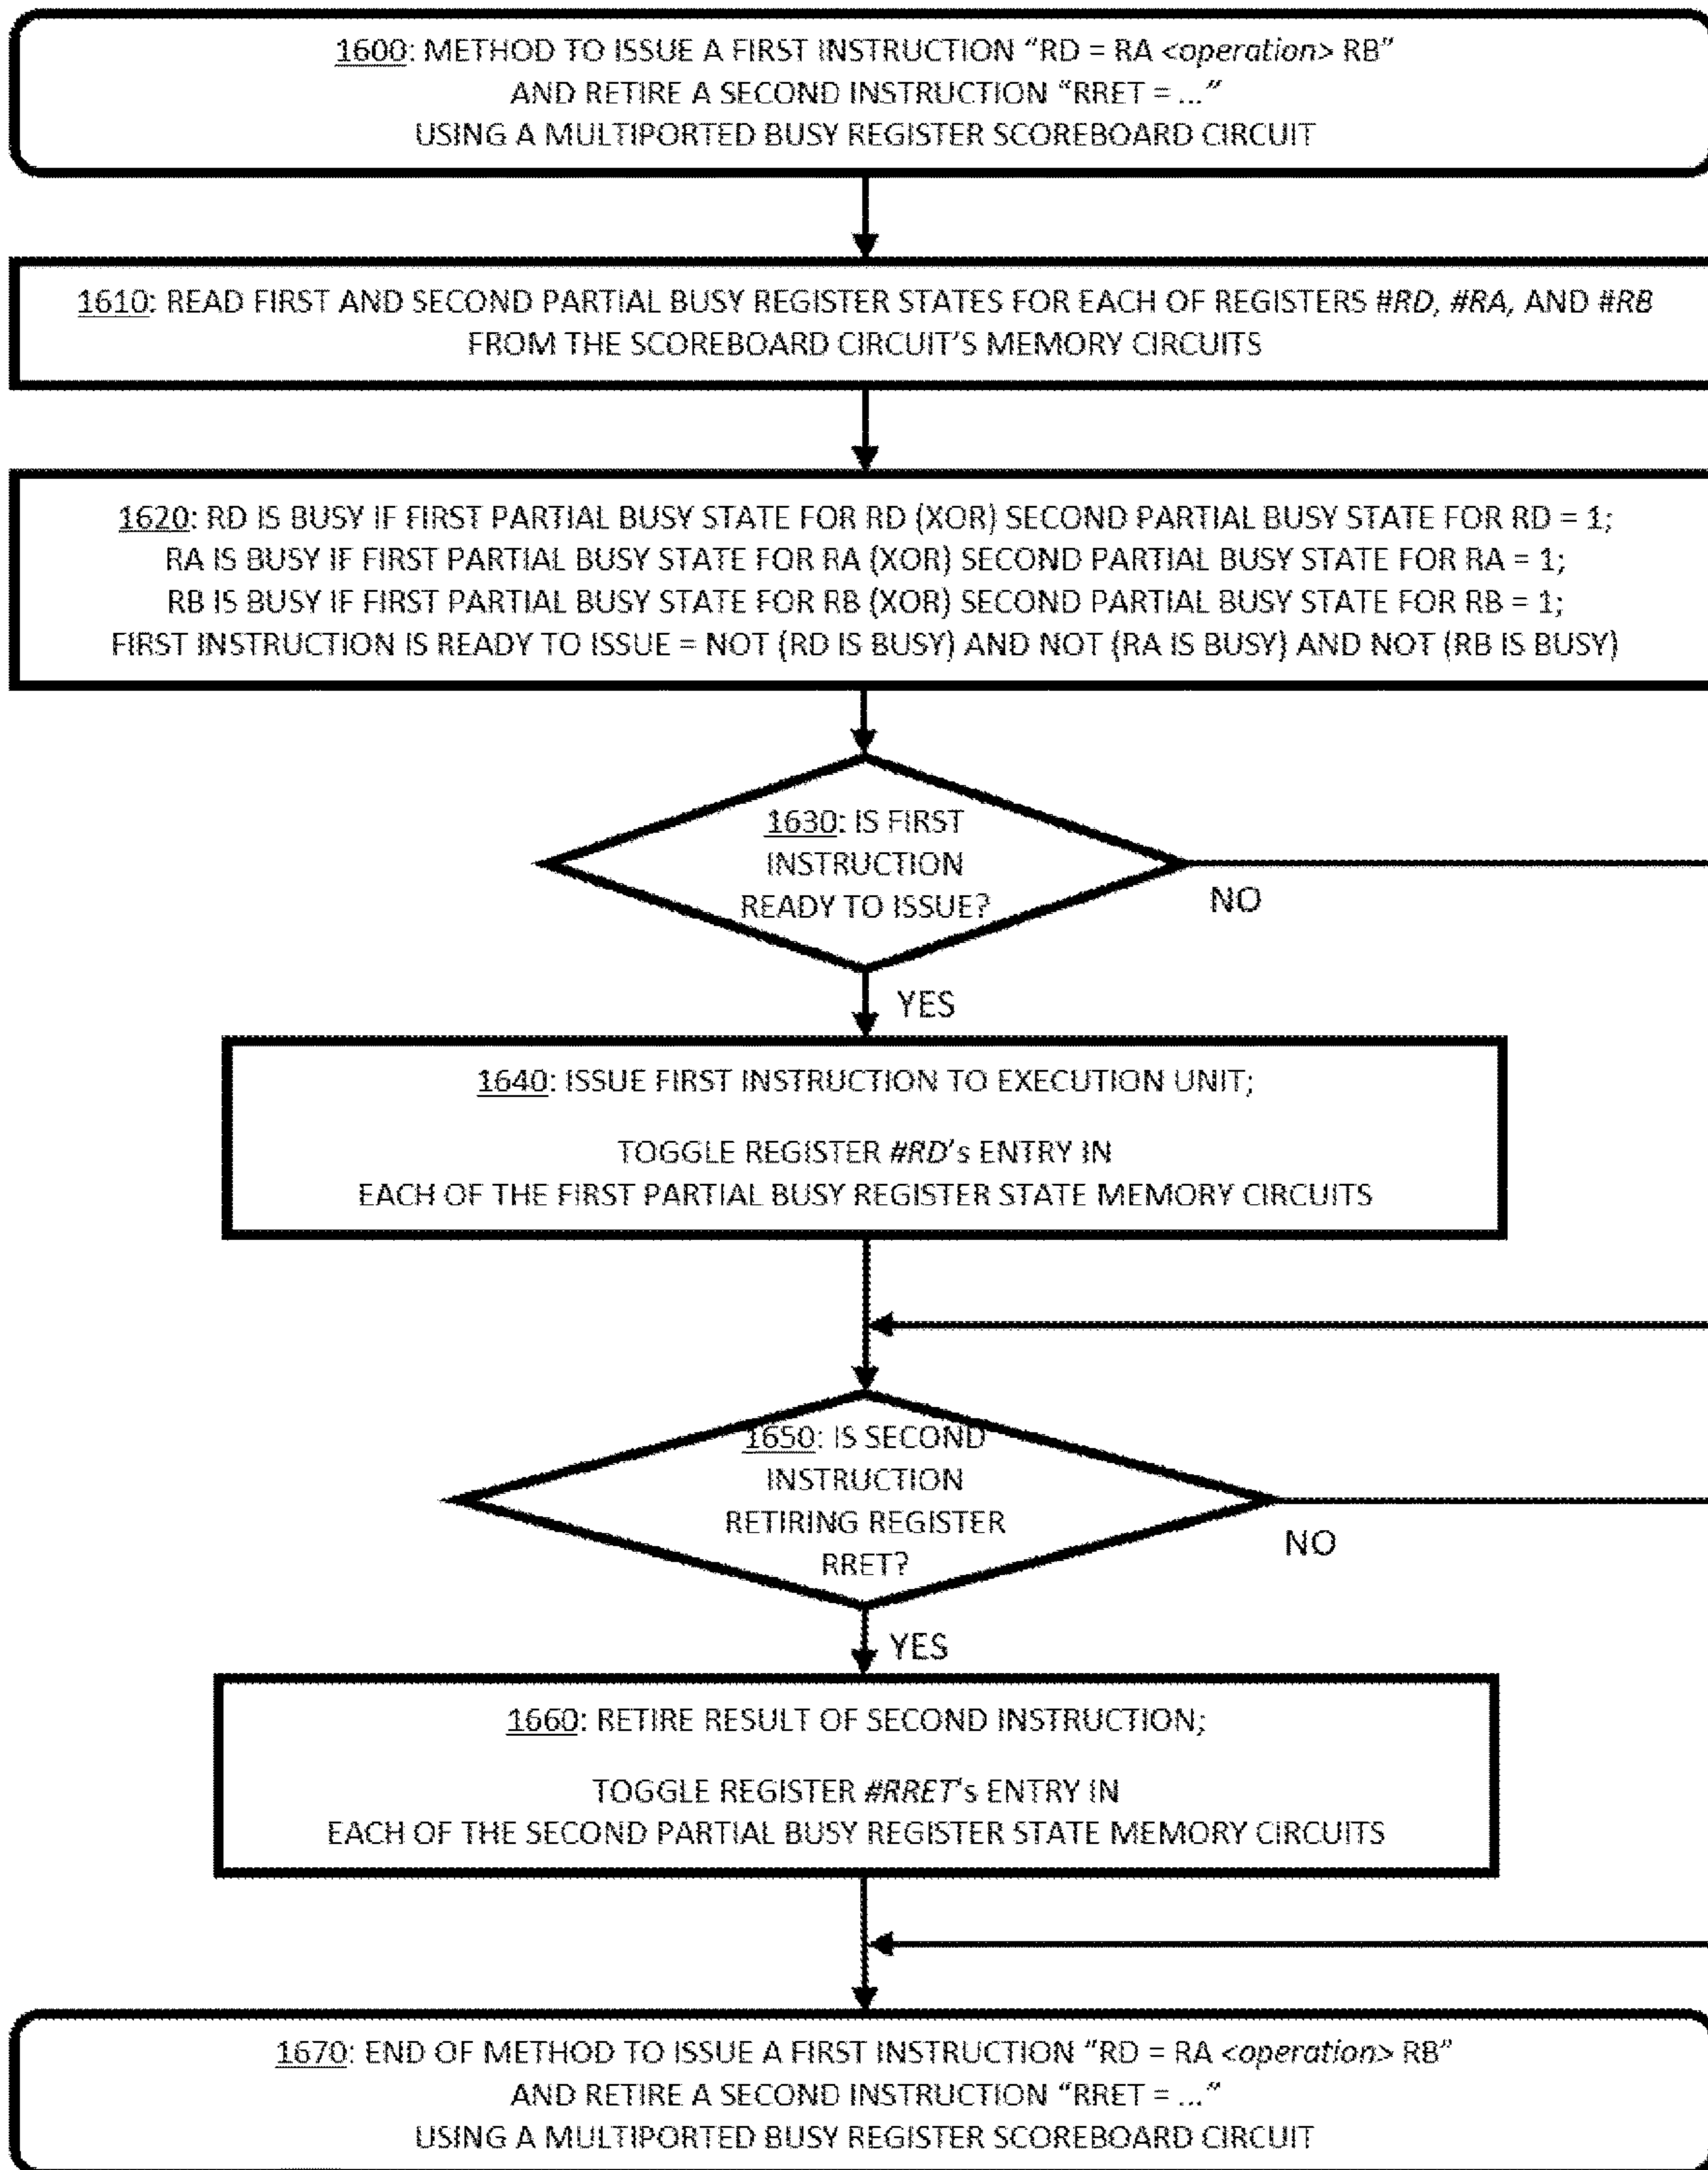 1600: METHOD TO ISSUE A FIRST INSTRUCTION “RD = RA <operation> RB”
AND RETIRE A SECOND INSTRUCTION “RRET = ...”
USING A MULTIPORTED BUSY REGISTER SCOREBOARD CIRCUIT
1610: READ FIRST AND SECOND PARTIAL BUSY REGISTER STATES FOR EACH OF REGISTERS #RD, #RA, AND #RB
FROM THE SCOREBOARD CIRCUIT'S MEMORY CIRCUITS
1620: RD IS BUSY IF FIRST PARTIAL BUSY STATE FOR RD (XOR) SECOND PARTIAL BUSY STATE FOR RD = 1;
RA IS BUSY IF FIRST PARTIAL BUSY STATE FOR RA (XOR) SECOND PARTIAL BUSY STATE FOR RA = 1;
RB IS BUSY IF FIRST PARTIAL BUSY STATE FOR RB (XOR) SECOND PARTIAL BUSY STATE FOR RB = 1;
FIRST INSTRUCTION IS READY TO ISSUE = NOT (RD IS BUSY) AND NOT (RA IS BUSY) AND NOT (RB IS BUSY)
1630: IS FIRST
INSTRUCTION
READY TO ISSUE?
NO
YES
1640: ISSUE FIRST INSTRUCTION TO EXECUTION UNIT;
TOGGLE REGISTER #RD's ENTRY IN
EACH OF THE FIRST PARTIAL BUSY REGISTER STATE MEMORY CIRCUITS
1650: IS SECOND
INSTRUCTION
RETIRING REGISTER
RRET?
NO
YES
1660: RETIRE RESULT OF SECOND INSTRUCTION;
TOGGLE REGISTER #RRET's ENTRY IN
EACH OF THE SECOND PARTIAL BUSY REGISTER STATE MEMORY CIRCUITS
1670: END OF METHOD TO ISSUE A FIRST INSTRUCTION “RD = RA <operation> RB”
AND RETIRE A SECOND INSTRUCTION “RRET = ...”
USING A MULTIPORTED BUSY REGISTER SCOREBOARD CIRCUIT